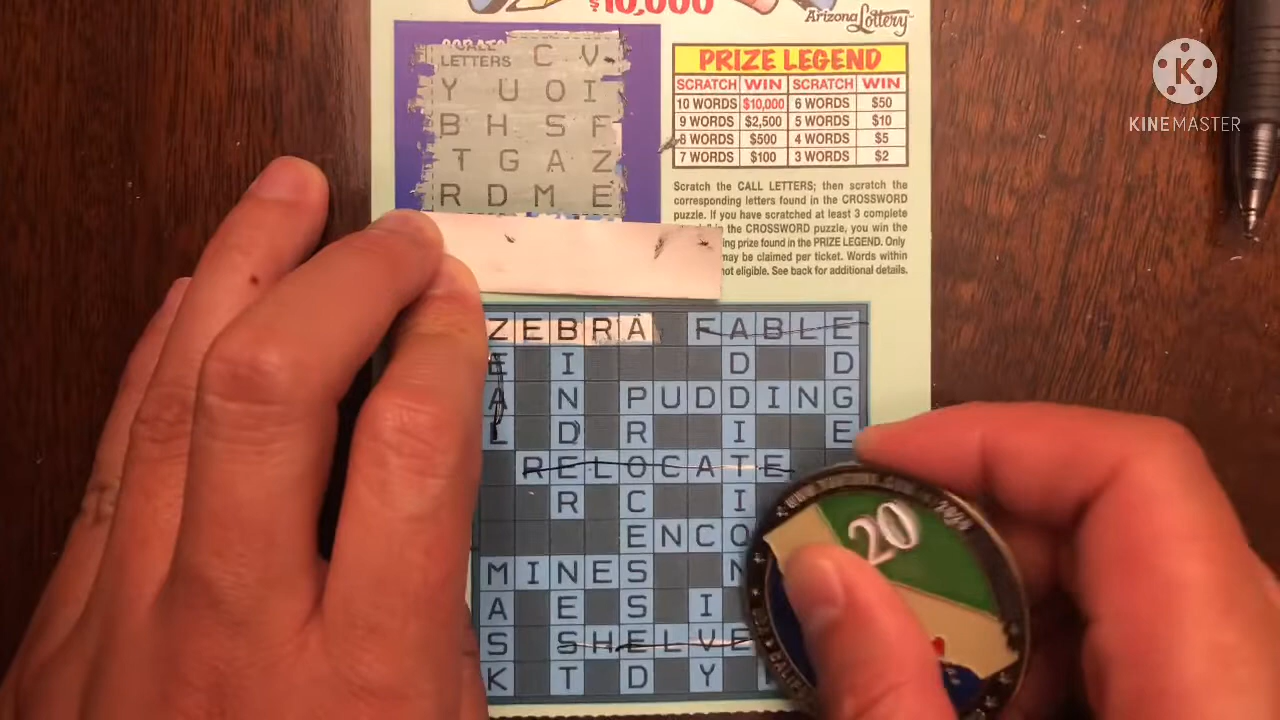 $10,000
Arizona Lottery
K
KINEMASTER
LETTERS C V
Y U O I
B H S F
T G A Z
R D M E
PRIZE LEGEND
SCRATCH WIN SCRATCH WIN
10 WORDS $10,000 6 WORDS $50
9 WORDS $2,500 5 WORDS $10
8 WORDS $500 4 WORDS $5
7 WORDS $100 3 WORDS $2
Scratch the CALL LETTERS; then scratch the
corresponding letters found in the CROSSWORD
puzzle. If you have scratched at least 3 complete
in the CROSSWORD puzzle, you win the
ing prize found in the PRIZE LEGEND. Only
may be claimed per ticket. Words within
not eligible. See back for additional details.
ZEBRA FABLE
E I D D
A N PUDDING
L D R I E
RELOCATE
R C I
ENCO
MINES N
A E S I
S SHELVE
K T D Y
20